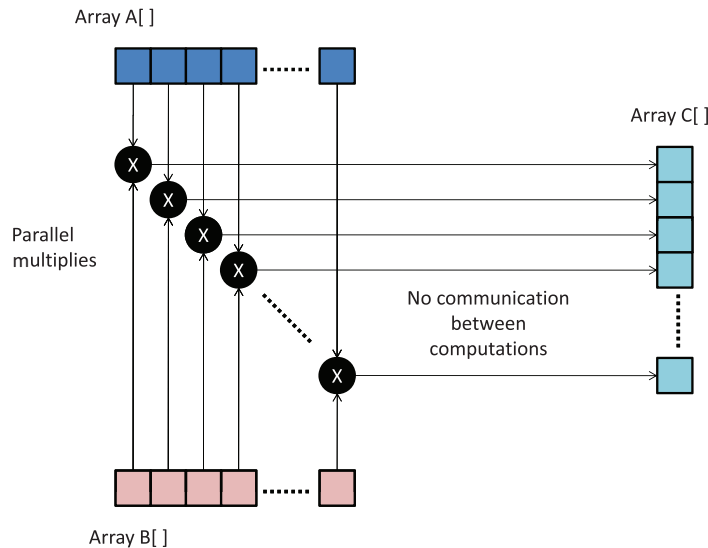 Array A[ ]
Array C[ ]
X
X
X
X
Parallel
multiplies
No communication
between
computations
X
Array B[ ]